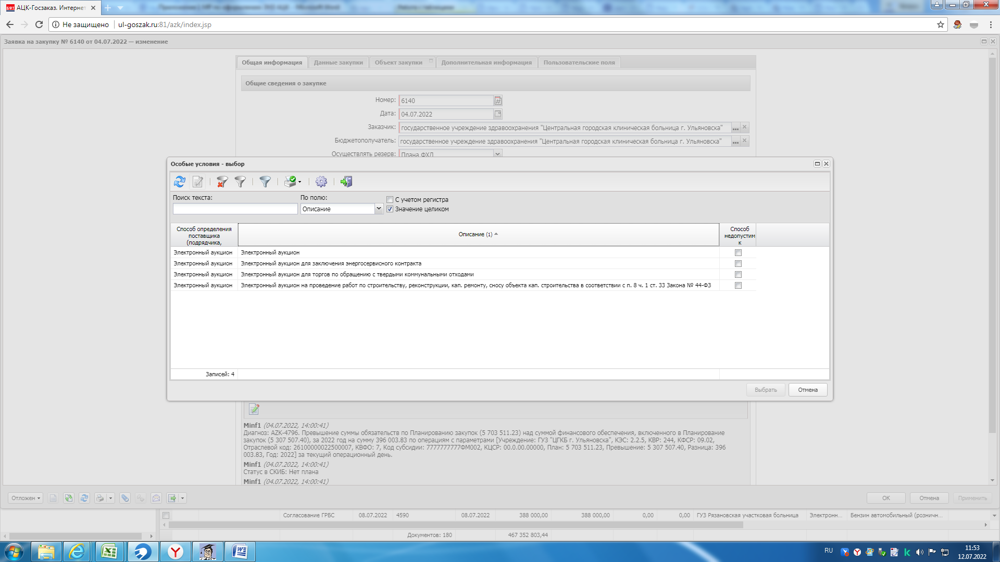 АЦК-Госзаказ. Интернет
Не защищено
ul-goszak.ru:81/azk/index.jsp
Заявка на закупку № 6140 от 04.07.2022 — изменение
Общая информация
Данные закупки
Объект закупки
Дополнительная информация
Пользовательские поля
Общие сведения о закупке
Номер: 6140
Дата: 04.07.2022
Заказчик: государственное учреждение здравоохранения "Центральная городская клиническая больница г. Ульяновска"
Бюджетополучатель: государственное учреждение здравоохранения "Центральная городская клиническая больница г. Ульяновска"
Осуществлять резерв: Плана ФХД
Особые условия - выбор
Поиск текста:
По полю:
С учетом регистра
Описание
Значение целиком
Способ определения поставщика (подрядчика,
Описание (1)
Способ недопустим к
Электронный аукцион Электронный аукцион
Электронный аукцион Электронный аукцион для заключения энергосервисного контракта
Электронный аукцион Электронный аукцион для торгов по обращению с твердыми коммунальными отходами
Электронный аукцион Электронный аукцион на проведение работ по строительству, реконструкции, кап. ремонту, сносу объекта кап. строительства в соответствии с п. 8 ч. 1 ст. 33 Закона № 44-ФЗ
Записей: 4
Выбрать
Отмена
Minf1 (04.07.2022, 14:00:41)
Диагноз: AZK-4796. Превышение суммы обязательств по Планированию закупок (5 703 511.23) над суммой финансового обеспечения, включенного в Планирование
закупок (5 307 507.40), за 2022 год на сумму 396 003.83 по операциям с параметрами [Учреждение: ГУЗ "ЦГКБ г. Ульяновска", КЭС: 2.2.5, КВР: 244, КФСР: 09.02,
Отраслевой код: 26100000022500007, КВФО: 7, Код субсидии: 7777777777ФМ002, КЦСР: 00.0.00.00000, План: 5 703 511.23, Превышение: 5 307 507.40, Разница: 396
003.83, Год: 2022] за текущий операционный день.
Minf1 (04.07.2022, 14:00:41)
Статус в СКИБ: Нет плана
Minf1 (04.07.2022, 14:00:41)
Отложен
ОК
Отмена
Применить
Согласование ГРБС 08.07.2022 4590 08.07.2022 388 000,00 388 000,00 0,00 0,00 ГУЗ Рязановская участковая больница Электронн... Бензин автомобильный (розничн...
Документов: 180 467 352 803,44
RU
11:53
12.07.2022